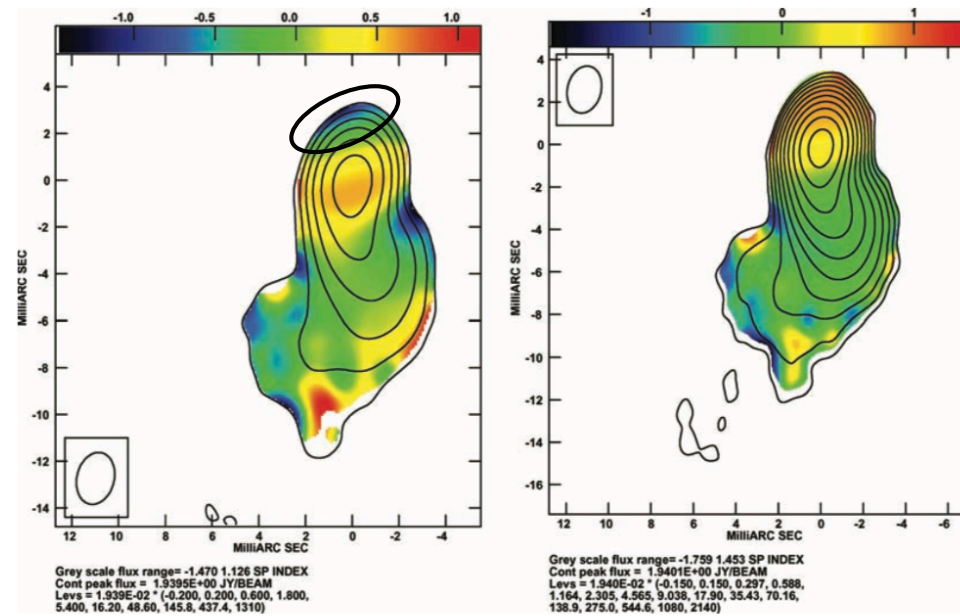 -1.0 -0.5 0.0 0.5 1.0
4
2
0
-2
-4
-6
-8
-10
-12
-14
MilliARC SEC
12 10 8 6 4 2 0 -2 -4
MilliARC SEC
Grey scale flux range= -1.470 1.126 SP INDEX
Cont peak flux = 1.9395E+00 JY/BEAM
Levs = 1.939E-02 * (-0.200, 0.200, 0.600, 1.800,
5.400, 16.20, 48.60, 145.8, 437.4, 1310)
-1 0 1
4
2
0
-2
-4
-6
-8
-10
-12
-14
-16
MilliARC SEC
12 10 8 6 4 2 0 -2 -4 -6
MilliARC SEC
Grey scale flux range= -1.759 1.453 SP INDEX
Cont peak flux = 1.9401E+00 JY/BEAM
Levs = 1.940E-02 * (-0.150, 0.150, 0.297, 0.588,
1.164, 2.305, 4.565, 9.038, 17.90, 35.43, 70.16,
138.9, 275.0, 544.6, 1080, 2140)